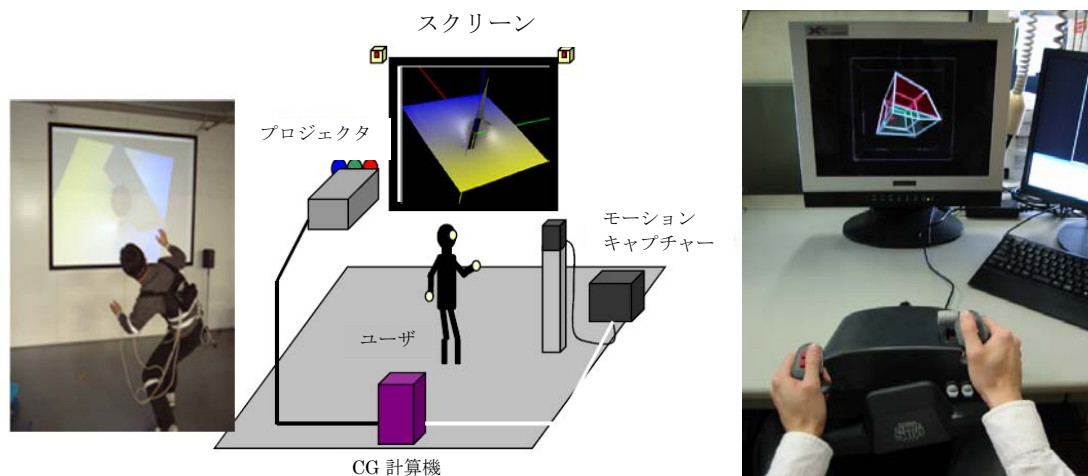 スクリーン
プロジェクタ
モーション
キャプチャー
ユーザ
CG 計算機